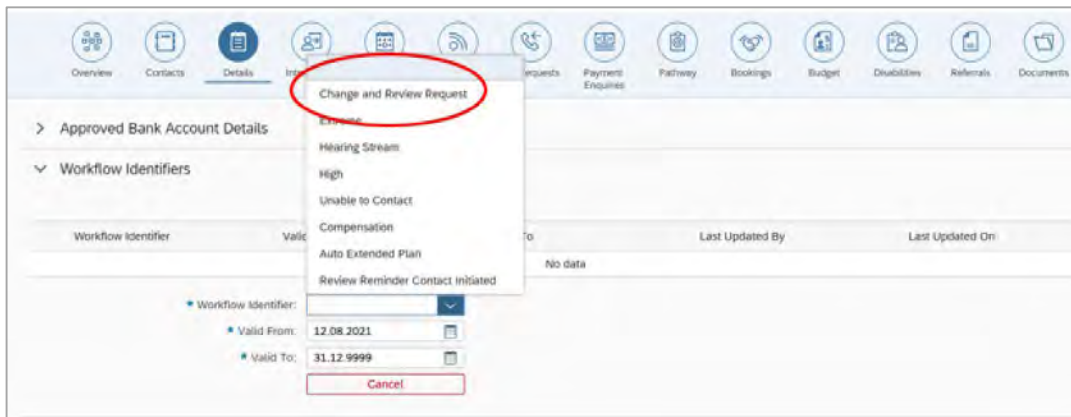 Overview Contacts Details Requests Payment Enquiries Pathway Bookings Budget Disabilities Referrals Documents
Change and Review Request
> Approved Bank Account Details
Extreme
Hearing Stream
Workflow Identifiers
High
Unable to Contact
Compensation
Workflow Identifier Valid To Last Updated By Last Updated On
Auto Extended Plan
No data
Review Reminder Contact Initiated
* Workflow Identifier:
* Valid From: 12.08.2021
* Valid To: 31.12.9999
Cancel